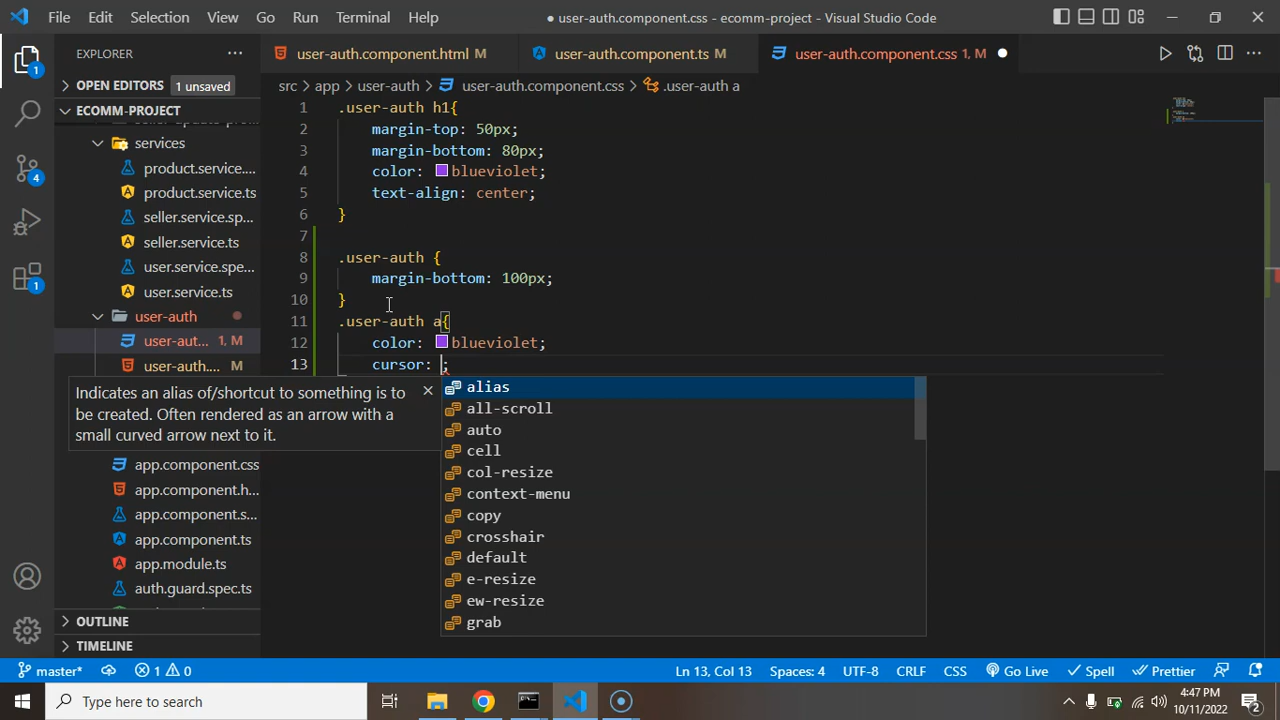 File Edit Selection View Go Run Terminal Help
● user-auth.component.css - ecomm-project - Visual Studio Code
EXPLORER
user-auth.component.html M
user-auth.component.ts M
user-auth.component.css 1, M
OPEN EDITORS 1 unsaved
src > app > user-auth > user-auth.component.css > .user-auth a
ECOMM-PROJECT
services
product.service....
product.service.ts
seller.service.sp...
seller.service.ts
user.service.spe...
user.service.ts
user-auth
user-aut... 1, M
user-auth.... M
app.component.css
app.component.h...
app.component.s...
app.component.ts
app.module.ts
auth.guard.spec.ts
OUTLINE
TIMELINE
1 .user-auth h1{
2 margin-top: 50px;
3 margin-bottom: 80px;
4 color: blueviolet;
5 text-align: center;
6 }
7
8 .user-auth {
9 margin-bottom: 100px;
10 }
11 .user-auth a{
12 color: blueviolet;
13 cursor: ;
Indicates an alias of/shortcut to something is to
be created. Often rendered as an arrow with a
small curved arrow next to it.
alias
all-scroll
auto
cell
col-resize
context-menu
copy
crosshair
default
e-resize
ew-resize
grab
1
4
1
master* 1 0 Ln 13, Col 13 Spaces: 4 UTF-8 CRLF CSS Go Live Spell Prettier
Type here to search
4:47 PM
10/11/2022
2